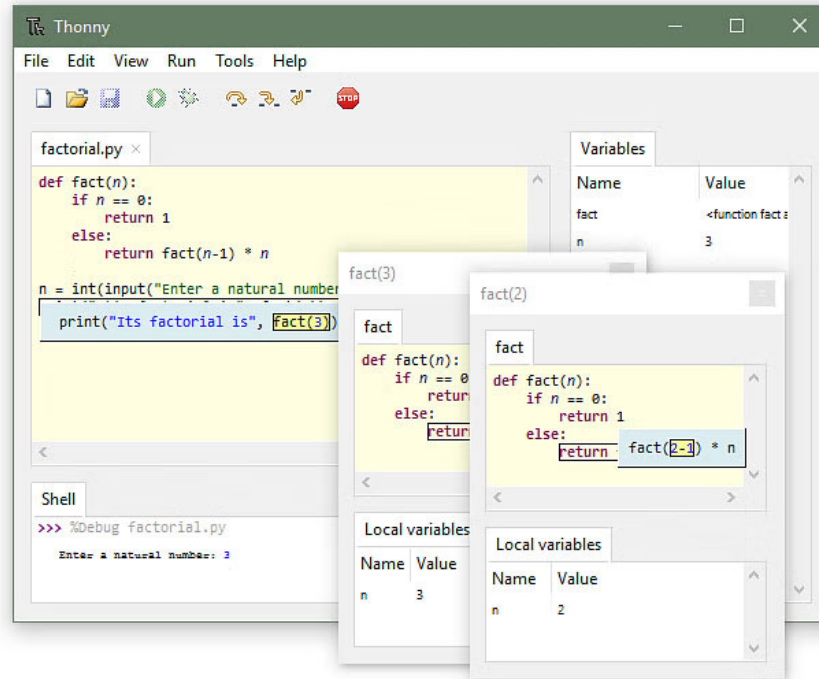 Thonny
File Edit View Run Tools Help
STOP
factorial.py
def fact(n):
if n == 0:
return 1
else:
return fact(n-1) * n
n = int(input("Enter a natural number
print("Its factorial is", fact(3))
Shell
>>> %Debug factorial.py
Enter a natural number: 3
Variables
Name Value
fact <function fact a
n 3
fact(3)
fact
def fact(n):
if n == 0
retur
else:
retur
Local variables
Name Value
n 3
fact(2)
fact
def fact(n):
if n == 0:
return 1
else:
return fact(2-1) * n
Local variables
Name Value
n 2